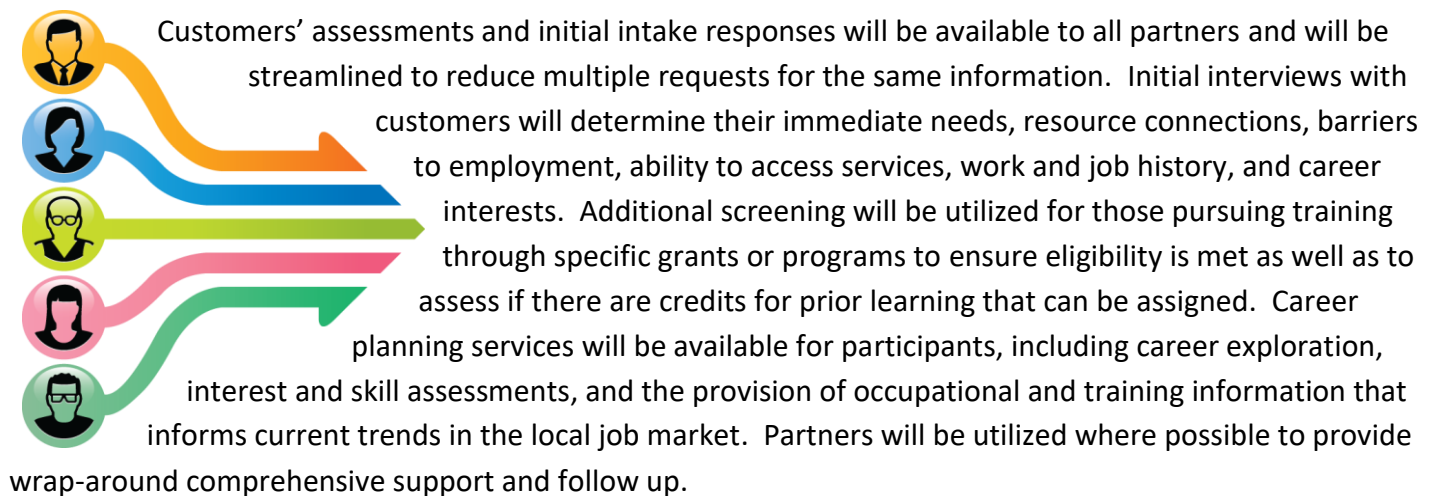 Customers’ assessments and initial intake responses will be available to all partners and will be
streamlined to reduce multiple requests for the same information.  Initial interviews with
customers will determine their immediate needs, resource connections, barriers
to employment, ability to access services, work and job history, and career
interests.  Additional screening will be utilized for those pursuing training
through specific grants or programs to ensure eligibility is met as well as to
assess if there are credits for prior learning that can be assigned.  Career
planning services will be available for participants, including career exploration,
interest and skill assessments, and the provision of occupational and training information that
informs current trends in the local job market.  Partners will be utilized where possible to provide
wrap-around comprehensive support and follow up.